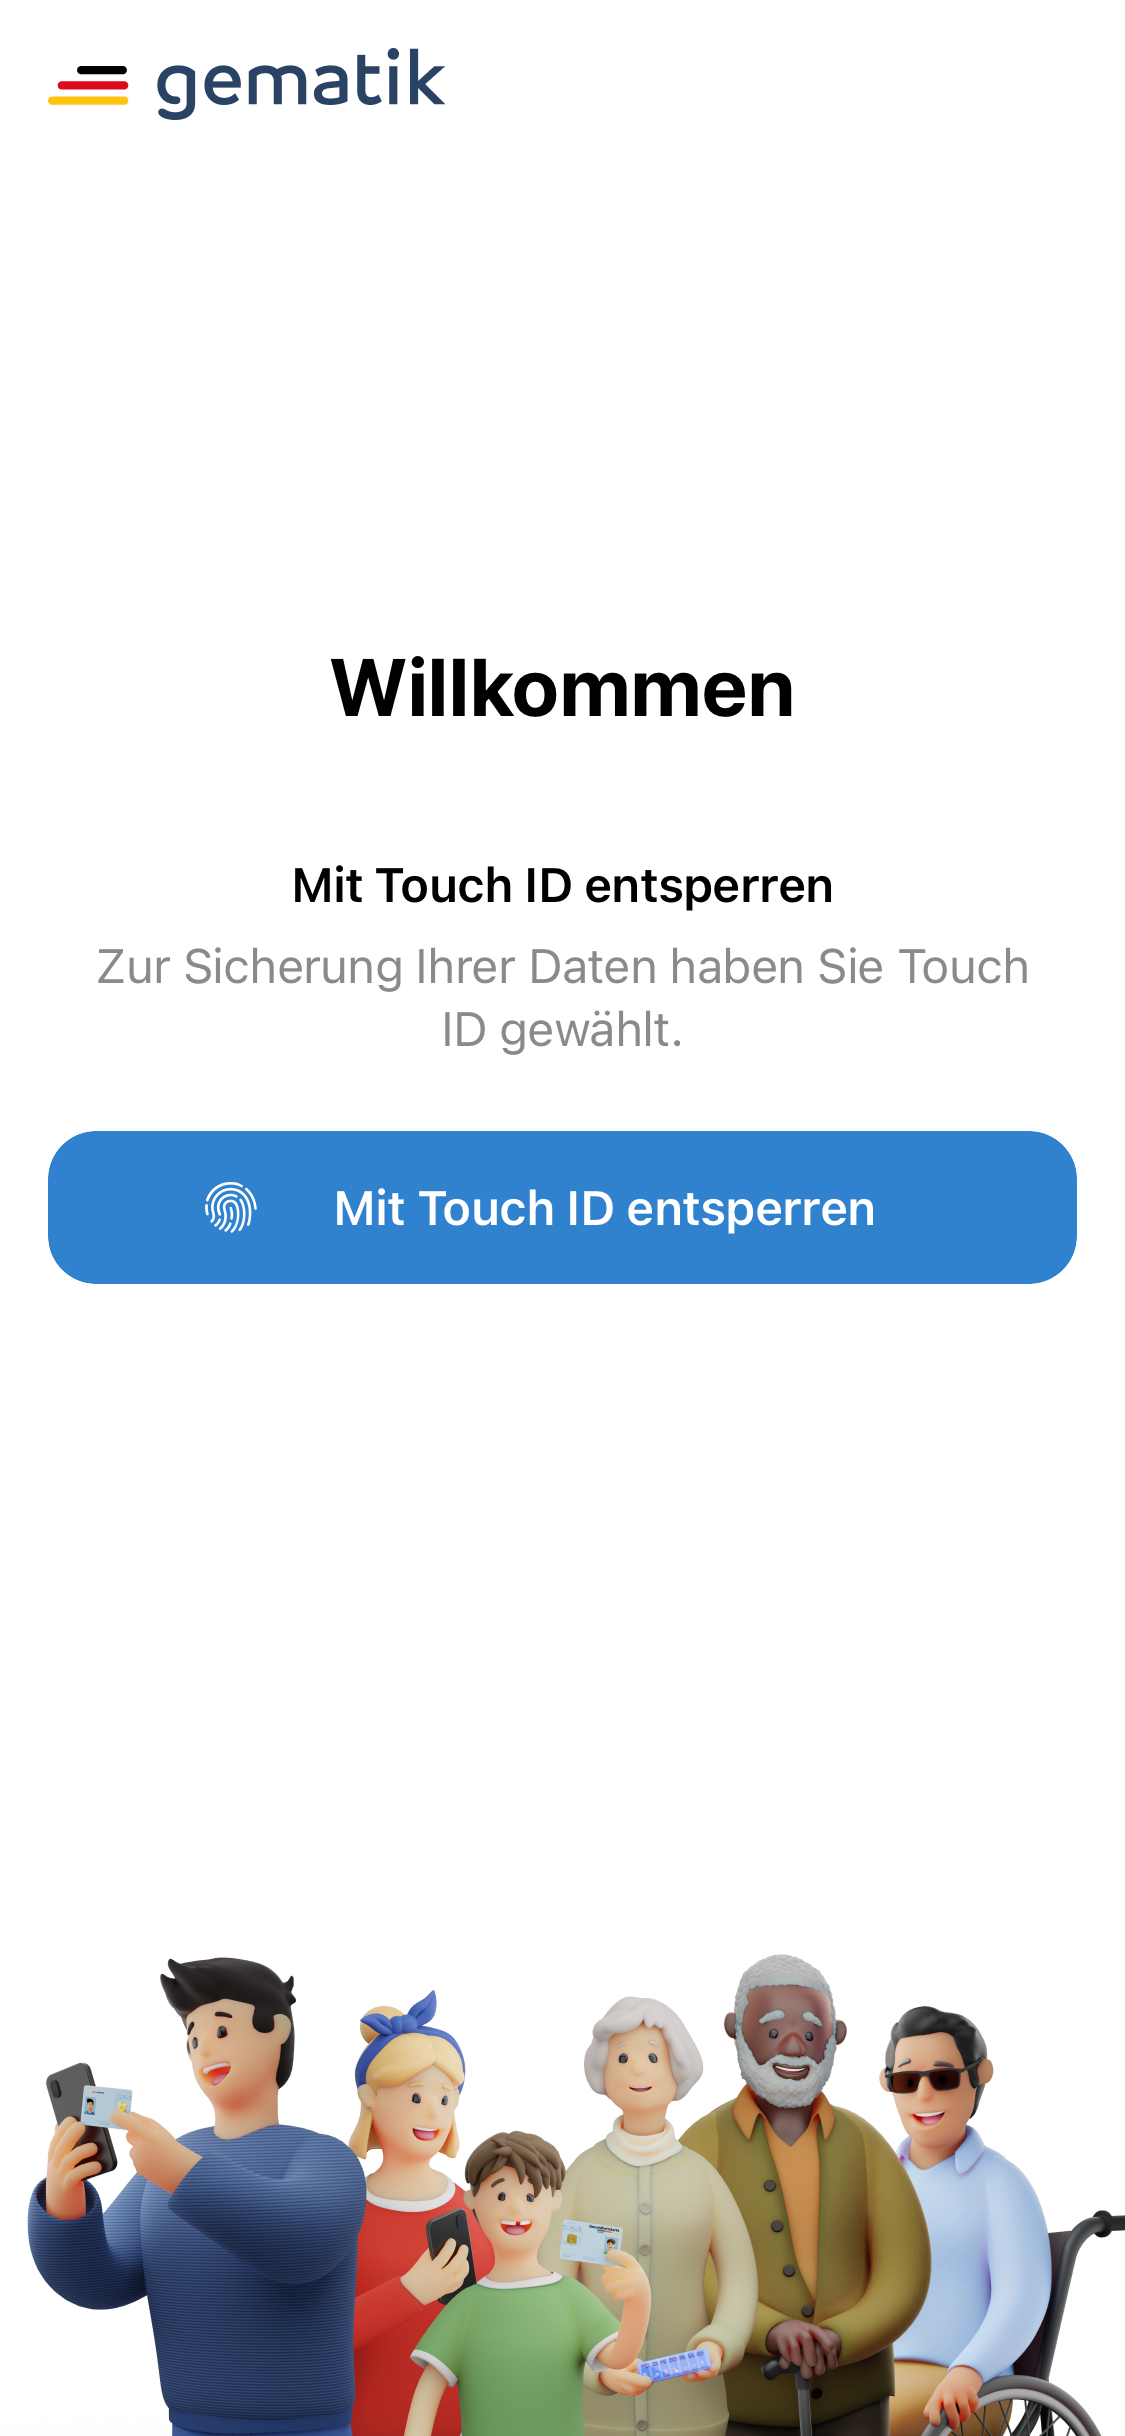 gematik
Willkommen
Mit Touch ID entsperren
Zur Sicherung Ihrer Daten haben Sie Touch
ID gewählt.
Mit Touch ID entsperren